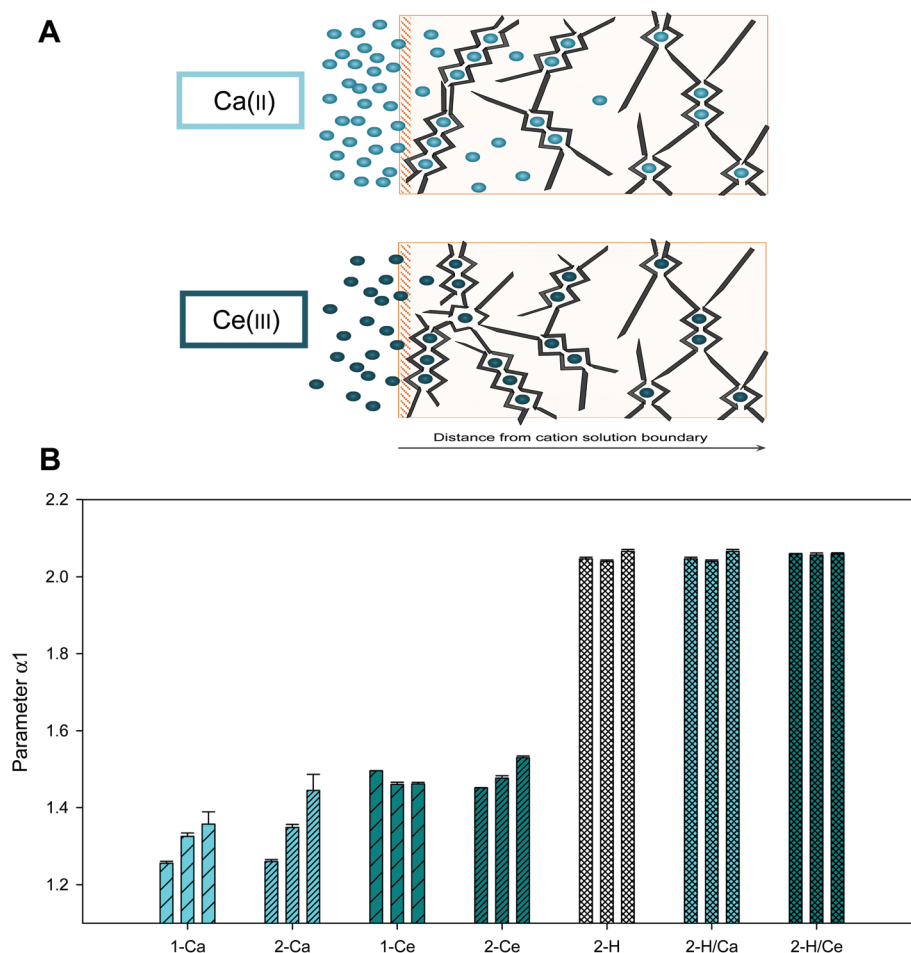 A
Ca(II)
Ce(III)
Distance from cation solution boundary
B
Parameter α1
2.2
2.0
1.8
1.6
1.4
1.2
1-Ca 2-Ca 1-Ce 2-Ce 2-H 2-H/Ca 2-H/Ce